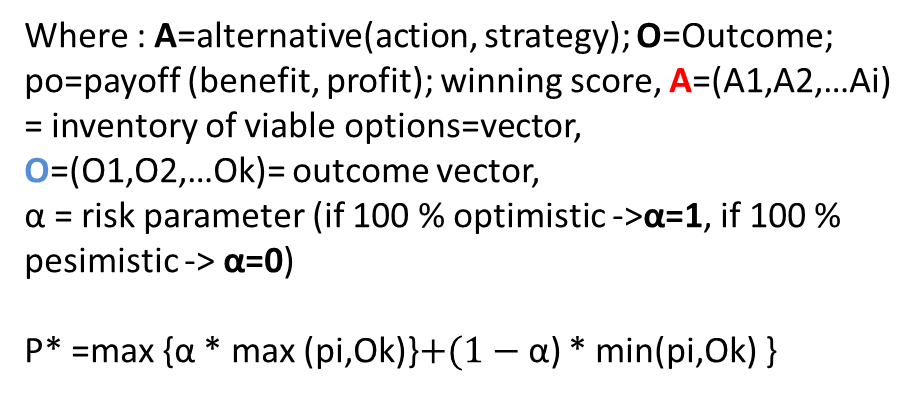 Where : A=alternative(action, strategy); O=Outcome;
po=payoff (benefit, profit); winning score, A=(A1,A2,...Ai)
= inventory of viable options=vector,
O=(O1,O2,...Ok)= outcome vector,
α = risk parameter (if 100 % optimistic ->α=1, if 100 %
pesimistic -> α=0)
P* =max {α * max (pi,Ok)}+(1 − α) * min(pi,Ok) }